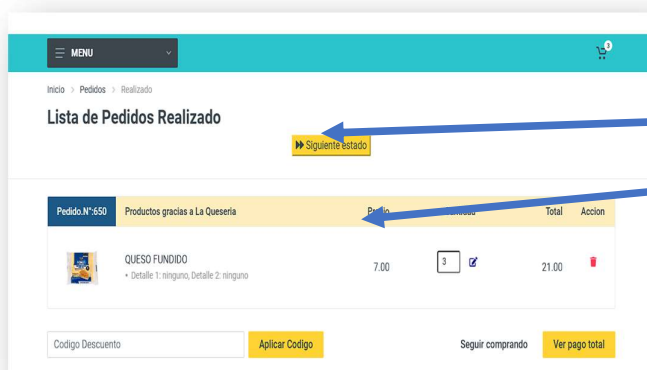 MENU
3
Inicio > Pedidos > Realizado
Lista de Pedidos Realizado
Siguiente estado
Pedido.N°:650 Productos gracias a La Queseria Total Accion
QUESO FUNDIDO
• Detalle 1: ninguno, Detalle 2: ninguno
7.00 3 21.00
Codigo Descuento Aplicar Codigo Seguir comprando Ver pago total